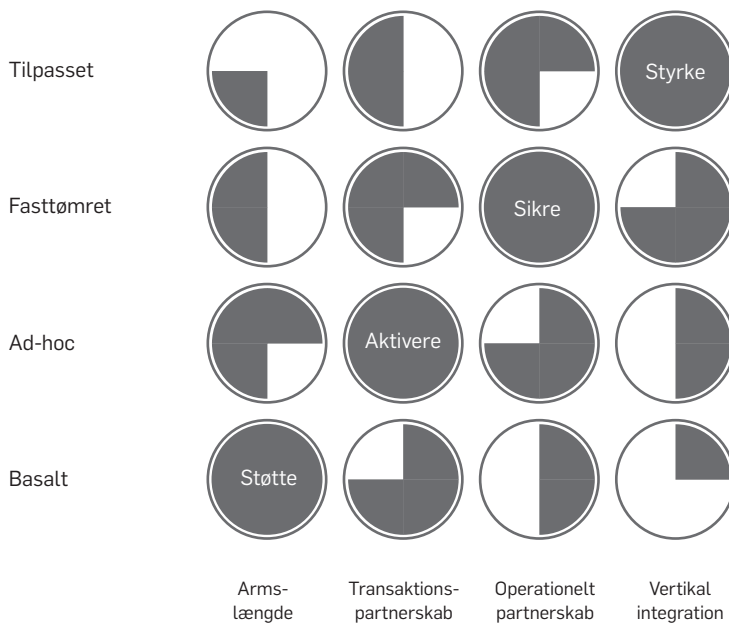 Tilpasset
Styrke
Fasttømret
Sikre
Ad-hoc
Aktivere
Basalt
Støtte
Arms-
længde
Transaktions-
partnerskab
Operationelt
partnerskab
Vertikal
integration